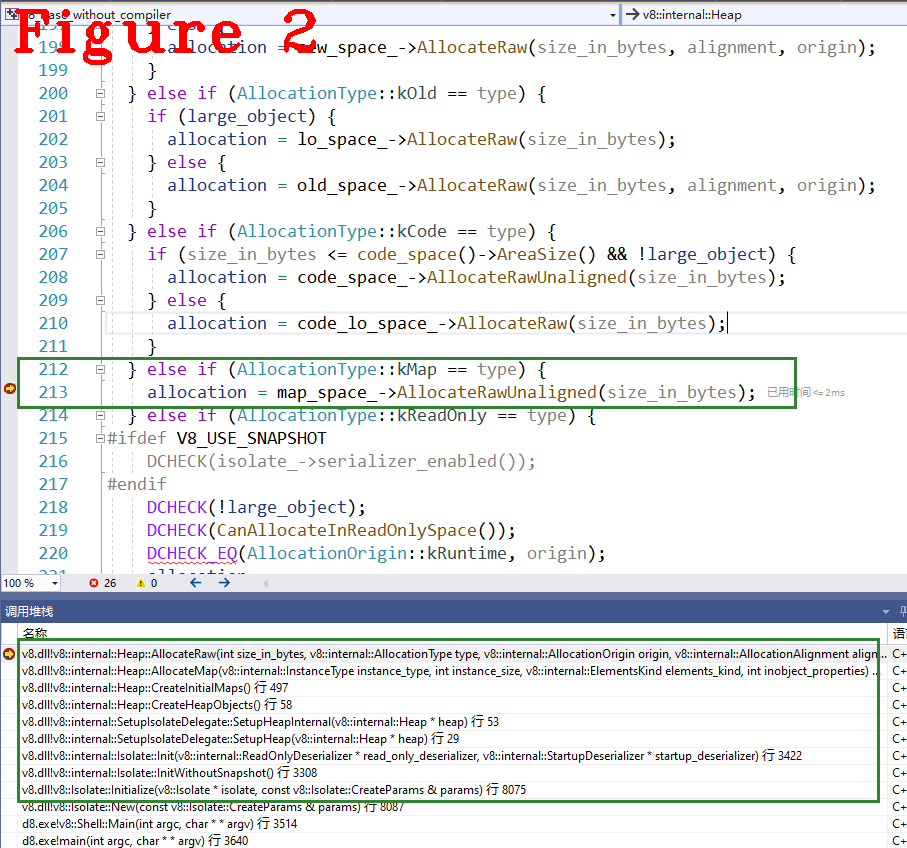 Figure 2
v8_base_without_compiler
v8::internal::Heap
198 allocation = new_space_->AllocateRaw(size_in_bytes, alignment, origin);
199 }
200 } else if (AllocationType::kOld == type) {
201 if (large_object) {
202 allocation = lo_space_->AllocateRaw(size_in_bytes);
203 } else {
204 allocation = old_space_->AllocateRaw(size_in_bytes, alignment, origin);
205 }
206 } else if (AllocationType::kCode == type) {
207 if (size_in_bytes <= code_space()->AreaSize() && !large_object) {
208 allocation = code_space_->AllocateRawUnaligned(size_in_bytes);
209 } else {
210 allocation = code_lo_space_->AllocateRaw(size_in_bytes);
211 }
212 } else if (AllocationType::kMap == type) {
213 allocation = map_space_->AllocateRawUnaligned(size_in_bytes); 已用时间 <= 2ms
214 } else if (AllocationType::kReadOnly == type) {
215 #ifdef V8_USE_SNAPSHOT
216 DCHECK(isolate_->serializer_enabled());
217 #endif
218 DCHECK(!large_object);
219 DCHECK(CanAllocateInReadOnlySpace());
220 DCHECK_EQ(AllocationOrigin::kRuntime, origin);
221 allocation
100 % 26 0
调用堆栈
名称 语言
v8.dll!v8::internal::Heap::AllocateRaw(int size_in_bytes, v8::internal::AllocationType type, v8::internal::AllocationOrigin origin, v8::internal::AllocationAlignment align... C+
v8.dll!v8::internal::Heap::AllocateMap(v8::internal::InstanceType instance_type, int instance_size, v8::internal::ElementsKind elements_kind, int inobject_properties) ... C+
v8.dll!v8::internal::Heap::CreateInitialMaps() 行 497 C+
v8.dll!v8::internal::Heap::CreateHeapObjects() 行 58 C+
v8.dll!v8::internal::SetupIsolateDelegate::SetupHeapInternal(v8::internal::Heap * heap) 行 53 C+
v8.dll!v8::internal::SetupIsolateDelegate::SetupHeap(v8::internal::Heap * heap) 行 29 C+
v8.dll!v8::internal::Isolate::Init(v8::internal::ReadOnlyDeserializer * read_only_deserializer, v8::internal::StartupDeserializer * startup_deserializer) 行 3422 C+
v8.dll!v8::internal::Isolate::InitWithoutSnapshot() 行 3308 C+
v8.dll!v8::Isolate::Initialize(v8::Isolate * isolate, const v8::Isolate::CreateParams & params) 行 8075 C+
v8.dll!v8::Isolate::New(const v8::Isolate::CreateParams & params) 行 8087 C+
d8.exe!v8::Shell::Main(int argc, char * * argv) 行 3514 C+
d8.exe!main(int argc, char * * argv) 行 3640 C+